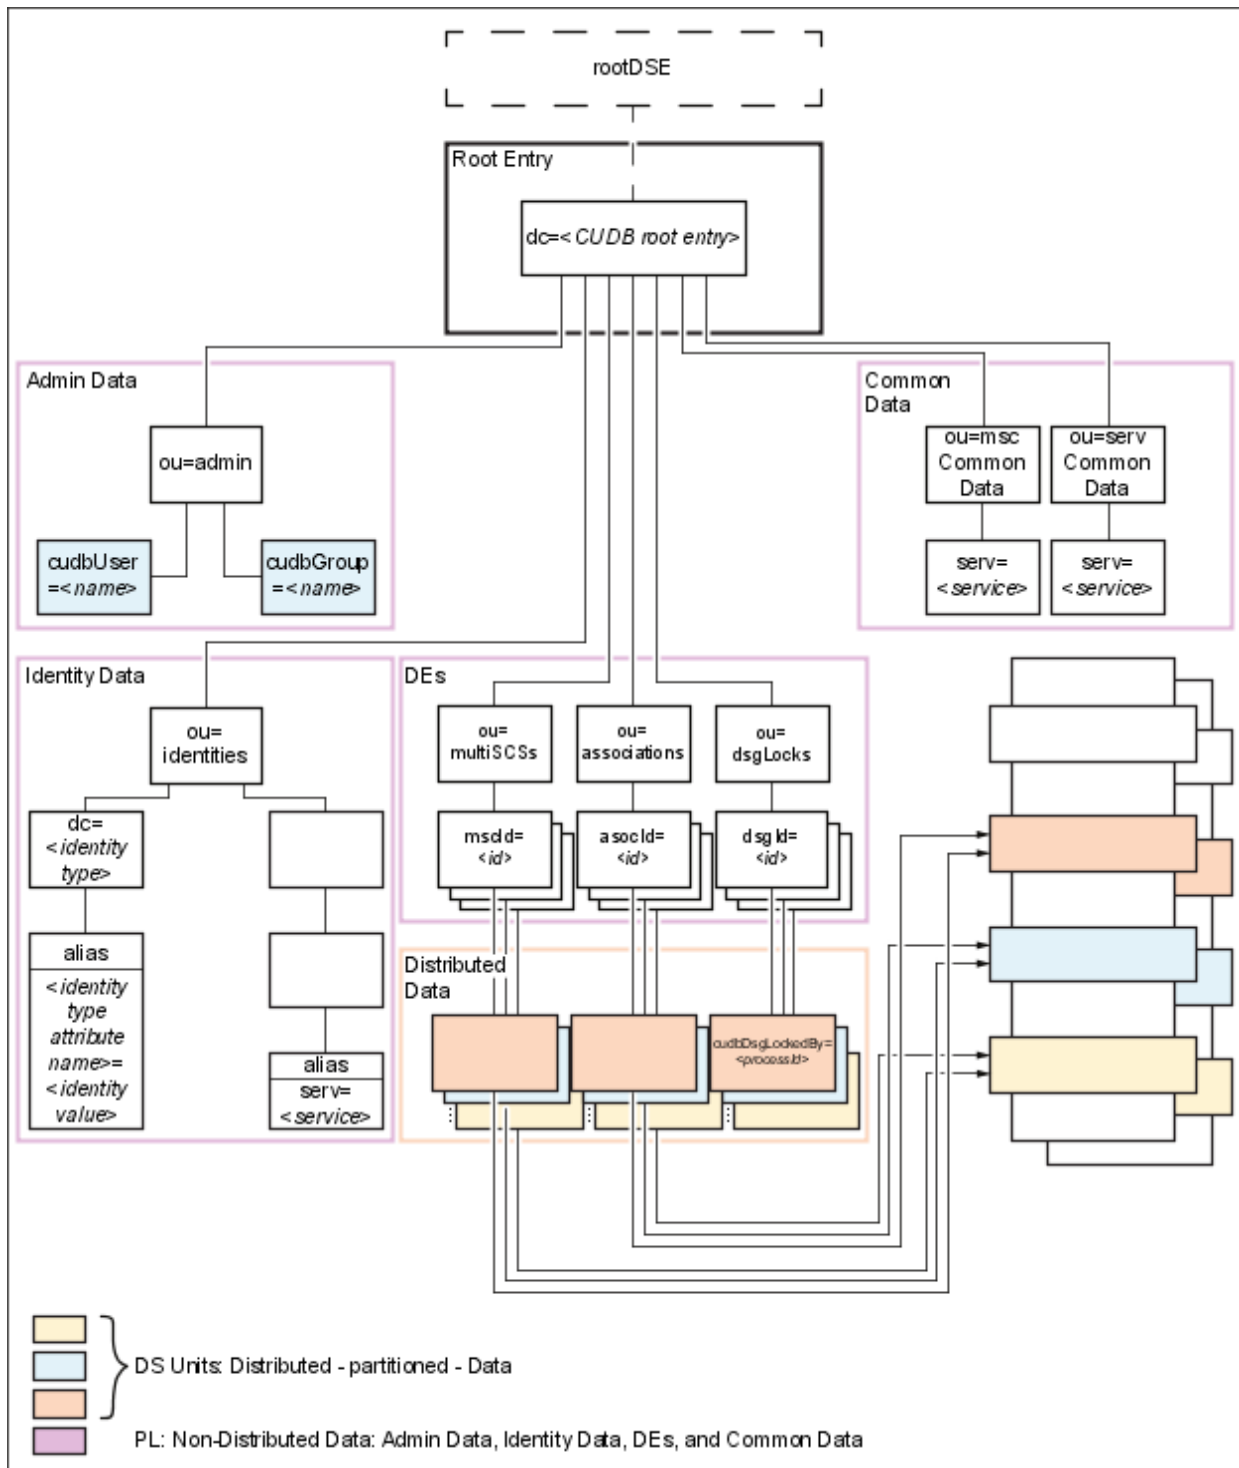 rootDSE
Root Entry
dc=<CUDB root entry>
Admin Data
ou=admin
cudbUser
=<name>
cudbGroup
=<name>
Common
Data
ou=msc
Common
Data
ou=serv
Common
Data
serv=
<service>
serv=
<service>
Identity Data
ou=
identities
dc=
<identity
type>
alias
<identity
type
attribute
name>=
<identity
value>
alias
serv=
<service>
DEs
ou=
multiSCSs
ou=
associations
ou=
dsgLocks
mscId=
<id>
asocId=
<id>
dsgId=
<id>
Distributed
Data
cudbDsgLockedBy=
<processId>
DS Units: Distributed - partitioned - Data
PL: Non-Distributed Data: Admin Data, Identity Data, DEs, and Common Data